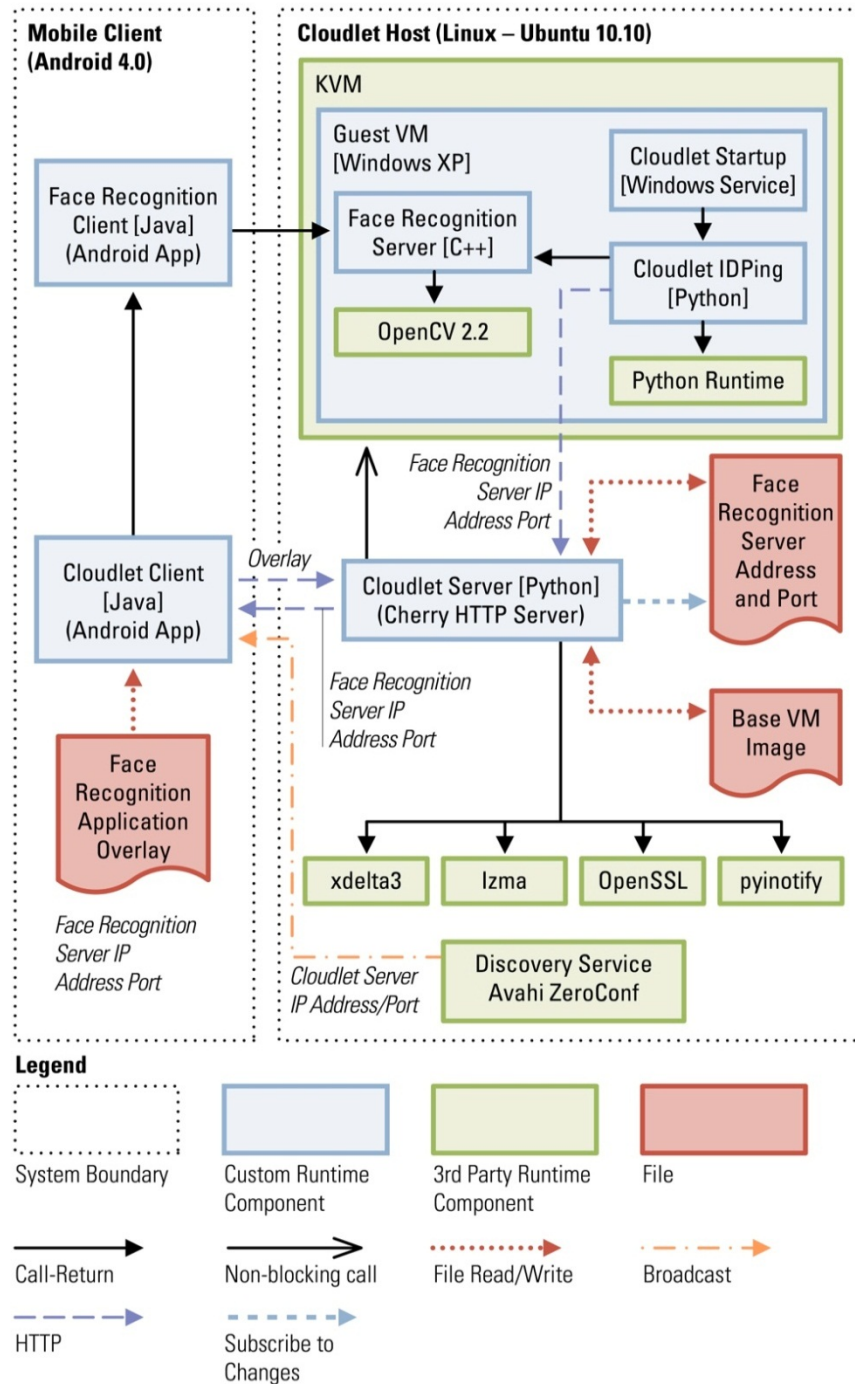 Mobile Client
(Android 4.0)
Face Recognition
Client [Java]
(Android App)
Cloudlet Client
[Java]
(Android App)
Face
Recognition
Application
Overlay
Face Recognition
Server IP
Address Port
Cloudlet Host (Linux – Ubuntu 10.10)
KVM
Guest VM
[Windows XP]
Cloudlet Startup
[Windows Service]
Face Recognition
Server [C++]
Cloudlet IDPing
[Python]
OpenCV 2.2
Python Runtime
Face Recognition
Server IP
Address Port
Face
Recognition
Server
Address
and Port
Overlay
Cloudlet Server [Python]
(Cherry HTTP Server)
Face Recognition
Server IP
Address Port
Base VM
Image
xdelta3
lzma
OpenSSL
pyinotify
Cloudlet Server
IP Address/Port
Discovery Service
Avahi ZeroConf
Legend
System Boundary
Custom Runtime
Component
3rd Party Runtime
Component
File
Call-Return
Non-blocking call
File Read/Write
Broadcast
HTTP
Subscribe to
Changes